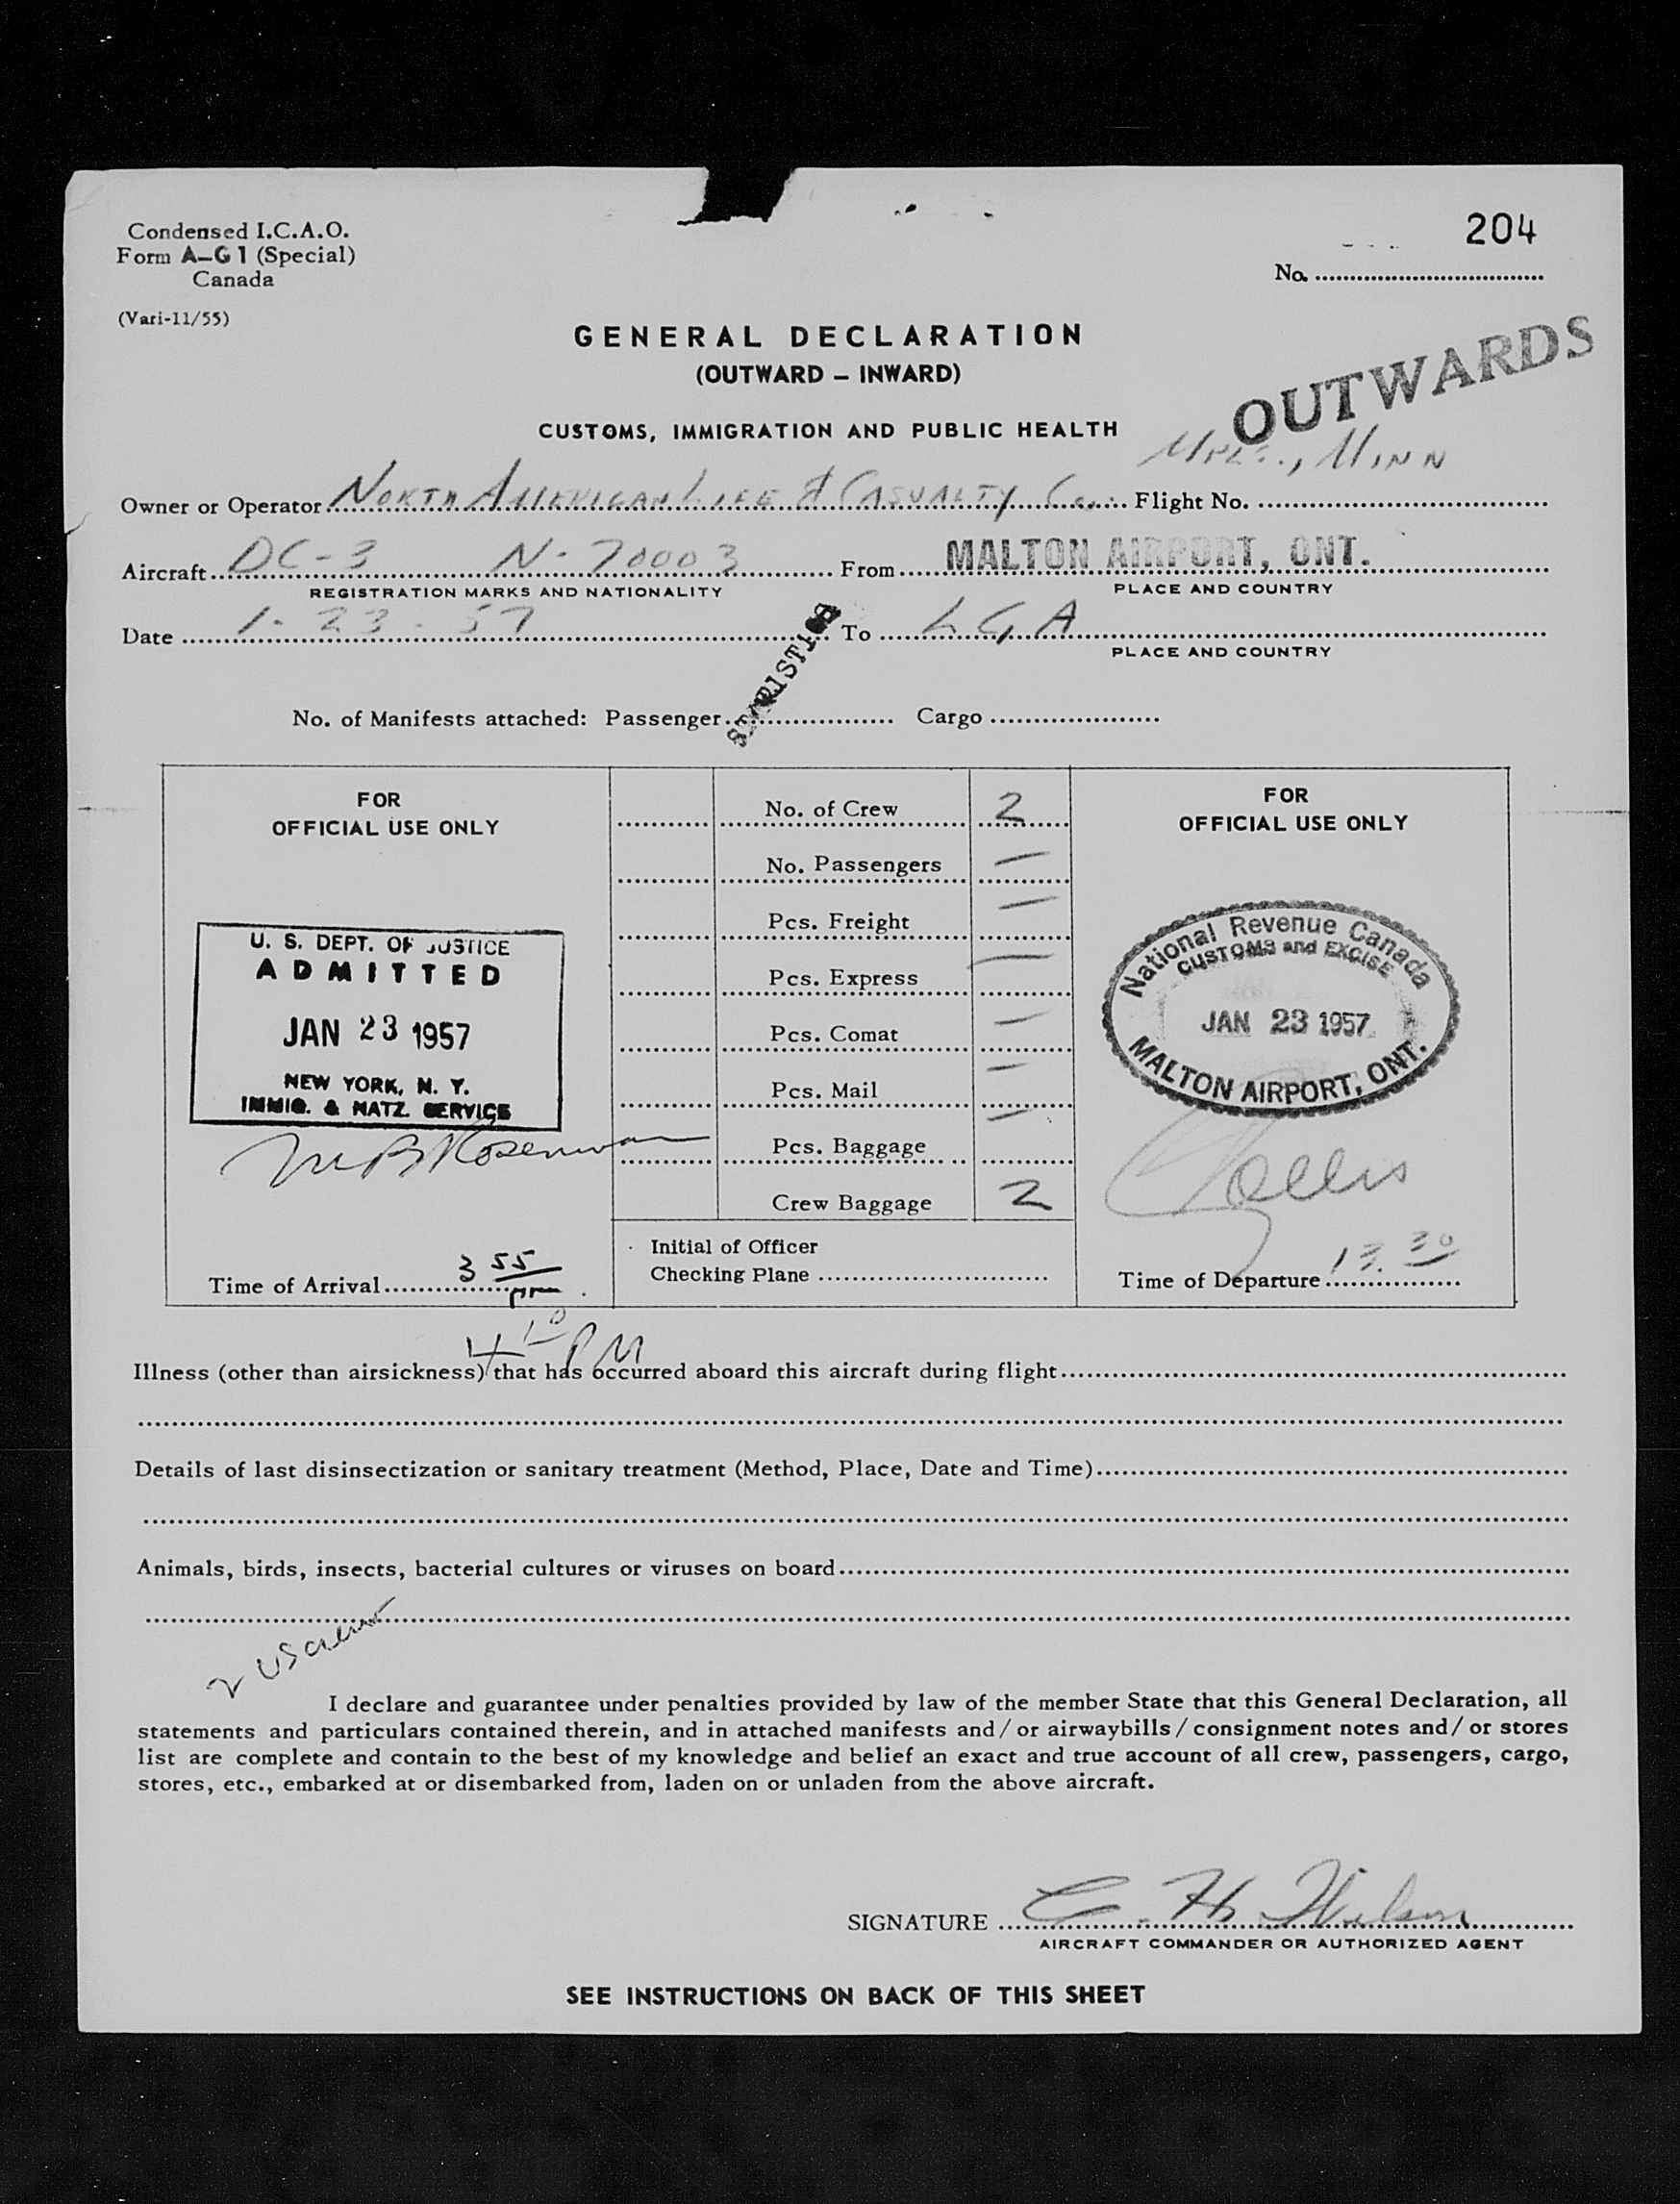 Condensed I.C.A.O.
Form A-G1 (Special)
Canada
(Vari-11/55)
204
No. 
GENERAL DECLARATION
(OUTWARD – INWARD)
OUTWARDS
CUSTOMS, IMMIGRATION AND PUBLIC HEALTH
MPLS., MINN
Owner or Operator NORTH AMERICAN LIFE & CASUALTY Co. Flight No.
Aircraft DC-3 N-70003 From MALTON AIRPORT, ONT.
REGISTRATION MARKS AND NATIONALITY PLACE AND COUNTRY
Date 1-23-57 To LGA
PLACE AND COUNTRY
No. of Manifests attached: Passenger Cargo
FOR
OFFICIAL USE ONLY
U. S. DEPT. OF JUSTICE
ADMITTED
JAN 23 1957
NEW YORK, N. Y.
IMMIG. & NATZ. SERVICE
Time of Arrival 3 55 pm
4 10 PM
No. of Crew 2
No. Passengers —
Pcs. Freight —
Pcs. Express —
Pcs. Comat —
Pcs. Mail —
Pcs. Baggage —
Crew Baggage 2
Initial of Officer
Checking Plane
FOR
OFFICIAL USE ONLY
National Revenue Canada
CUSTOMS and EXCISE
JAN 23 1957
MALTON AIRPORT, ONT.
Time of Departure 13.30
Illness (other than airsickness) that has occurred aboard this aircraft during flight
Details of last disinsectization or sanitary treatment (Method, Place, Date and Time)
Animals, birds, insects, bacterial cultures or viruses on board
2 US crew
I declare and guarantee under penalties provided by law of the member State that this General Declaration, all
statements and particulars contained therein, and in attached manifests and/or airwaybills/consignment notes and/or stores
list are complete and contain to the best of my knowledge and belief an exact and true account of all crew, passengers, cargo,
stores, etc., embarked at or disembarked from, laden on or unladen from the above aircraft.
SIGNATURE C. H. Wilson
AIRCRAFT COMMANDER OR AUTHORIZED AGENT
SEE INSTRUCTIONS ON BACK OF THIS SHEET